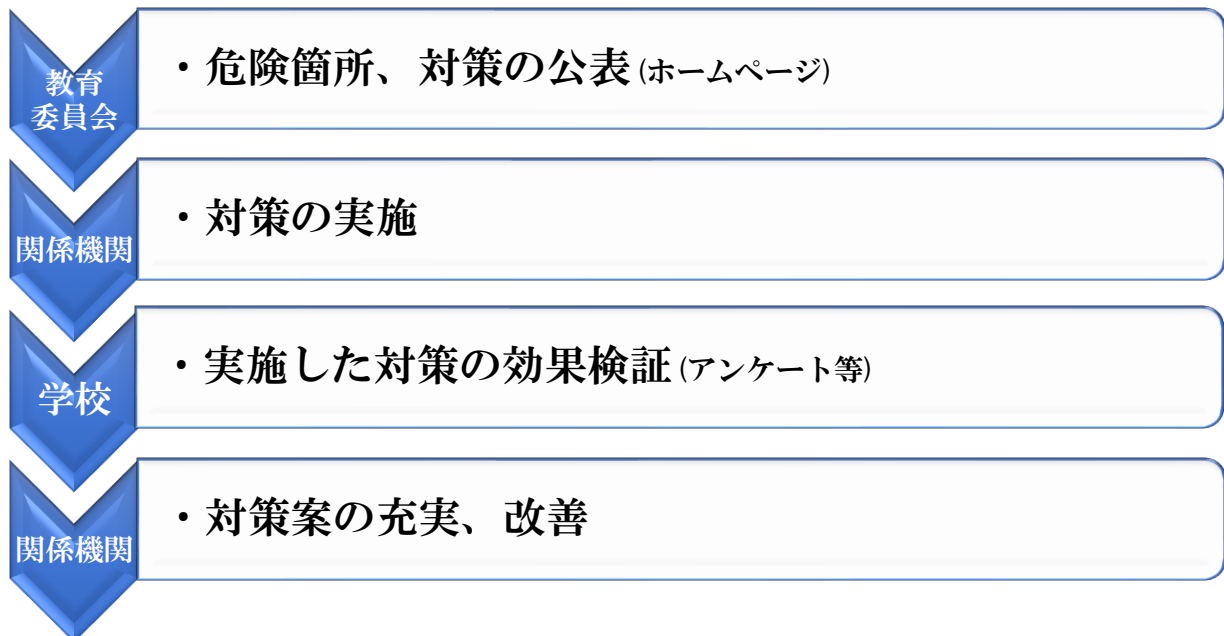 教育
委員会
・危険箇所、対策の公表(ホームページ)
関係機関
・対策の実施
学校
・実施した対策の効果検証(アンケート等)
関係機関
・対策案の充実、改善